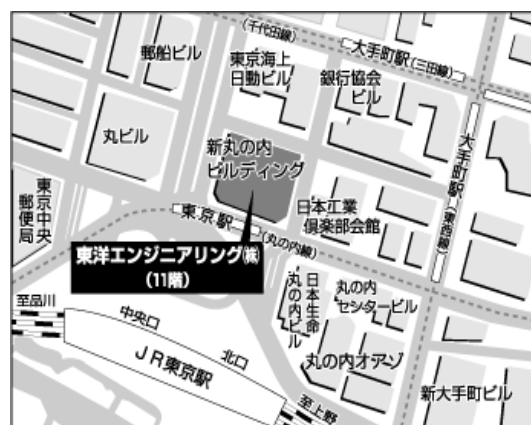 (千代田線)
大手町駅(三田線)
郵船ビル
東京海上
日動ビル
銀行協会
ビル
丸ビル
新丸の内
ビルディング
大手町駅(東西線)
東京中央
郵便局
東京駅
(丸の内線)
日本工業
倶楽部会館
東洋エンジニアリング㈱
(11階)
至品川
中央口
北口
JR東京駅
日本生命
丸の内ビル
丸の内
センタービル
丸の内オアゾ
至上野
新大手町ビル